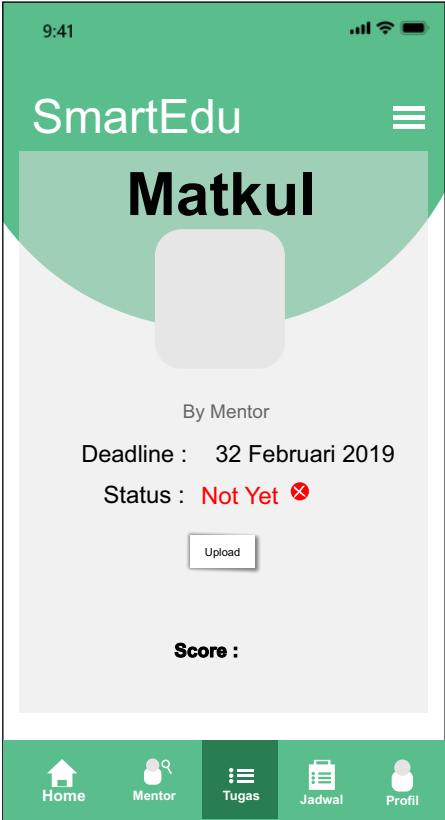 9:41
SmartEdu
Matkul
By Mentor
Deadline : 32 Februari 2019
Status : Not Yet
Upload
Score :
Home Mentor Tugas Jadwal Profil